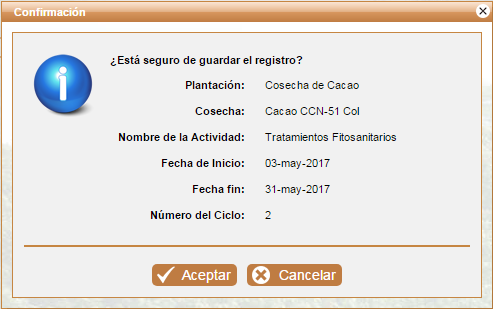 Confirmación
¿Está seguro de guardar el registro?
Plantación: Cosecha de Cacao
Cosecha: Cacao CCN-51 Col
Nombre de la Actividad: Tratamientos Fitosanitarios
Fecha de Inicio: 03-may-2017
Fecha fin: 31-may-2017
Número del Ciclo: 2
Aceptar Cancelar